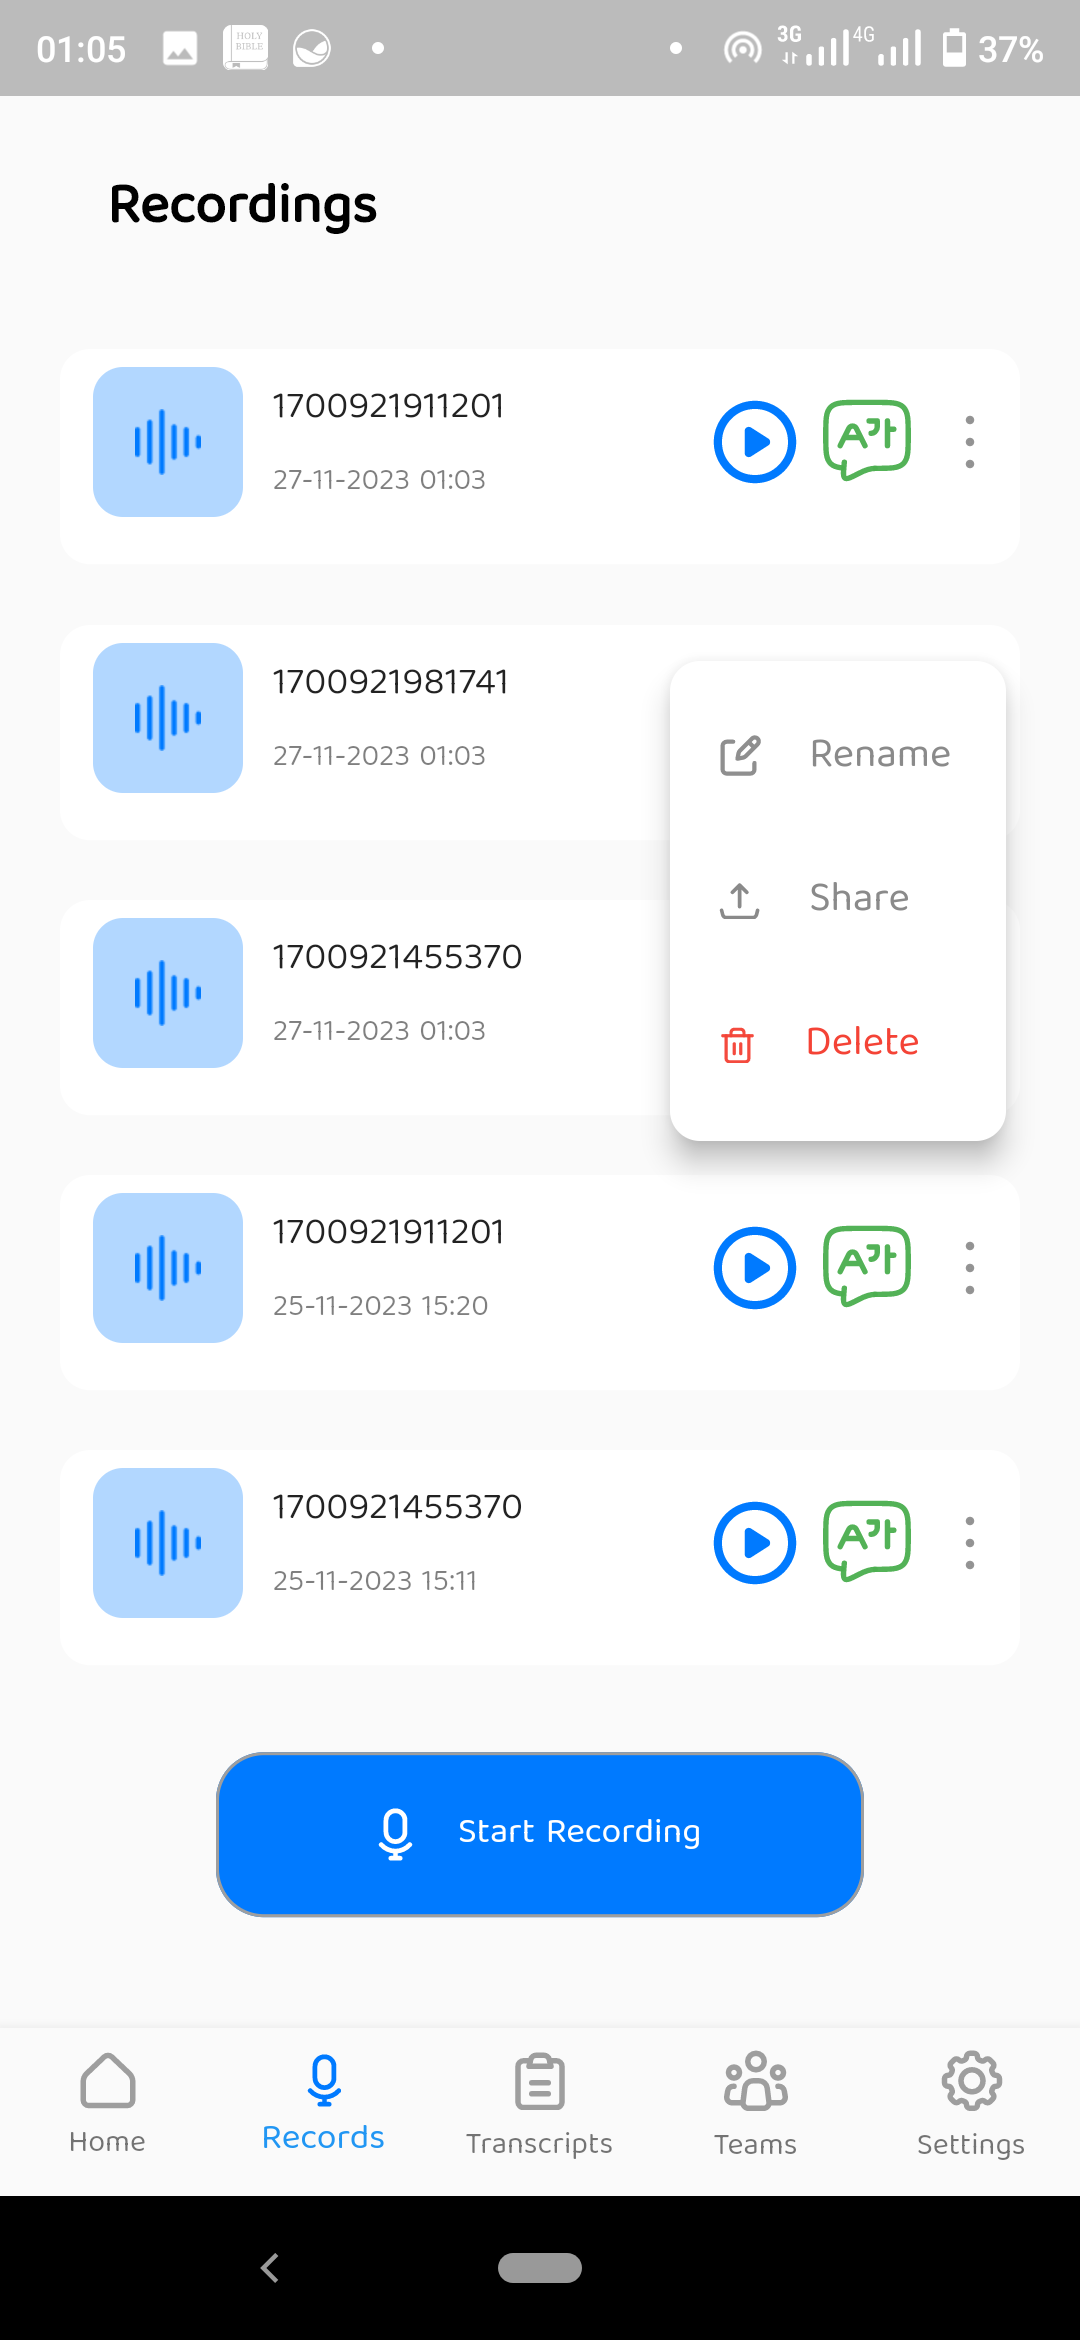 01:05
HOLY
BIBLE
3G
4G
37%
Recordings
1700921911201
27-11-2023 01:03
A가
1700921981741
27-11-2023 01:03
Rename
Share
1700921455370
27-11-2023 01:03
Delete
1700921911201
25-11-2023 15:20
A가
1700921455370
25-11-2023 15:11
A가
Start Recording
Home
Records
Transcripts
Teams
Settings